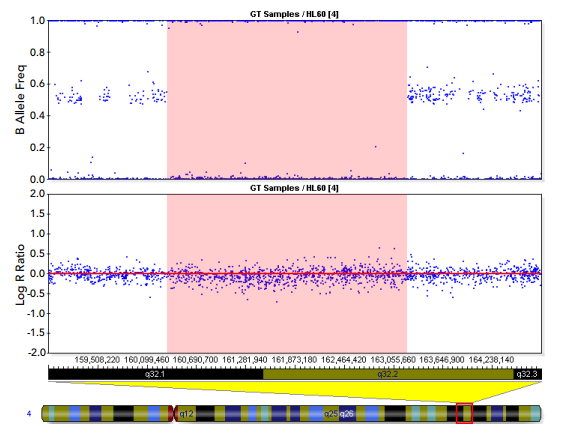 GT Samples / HL60 [4]
B Allele Freq
1.0
0.8
0.6
0.4
0.2
0.0
GT Samples / HL60 [4]
Log R Ratio
2.0
1.5
1.0
0.5
0.0
-0.5
-1.0
-1.5
-2.0
159,508,220 160,099,460 160,690,700 161,281,940 161,873,180 162,464,420 163,055,660 163,646,900 164,238,140
q32.1 q32.2 q32.3
4 q12 q25 q26